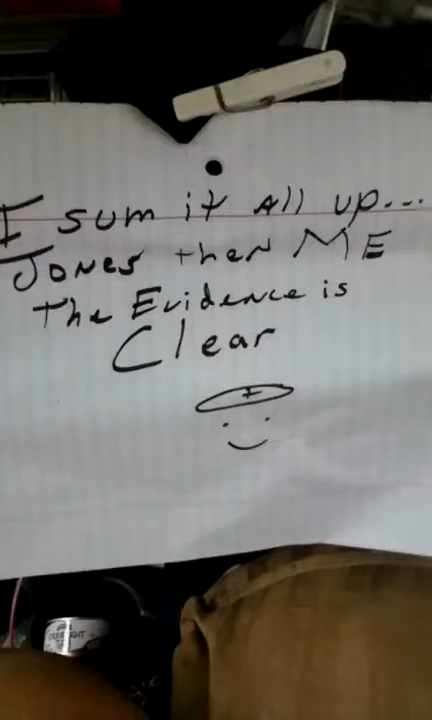 I sum it All up...
Jones then ME
the Evidence is
Clear